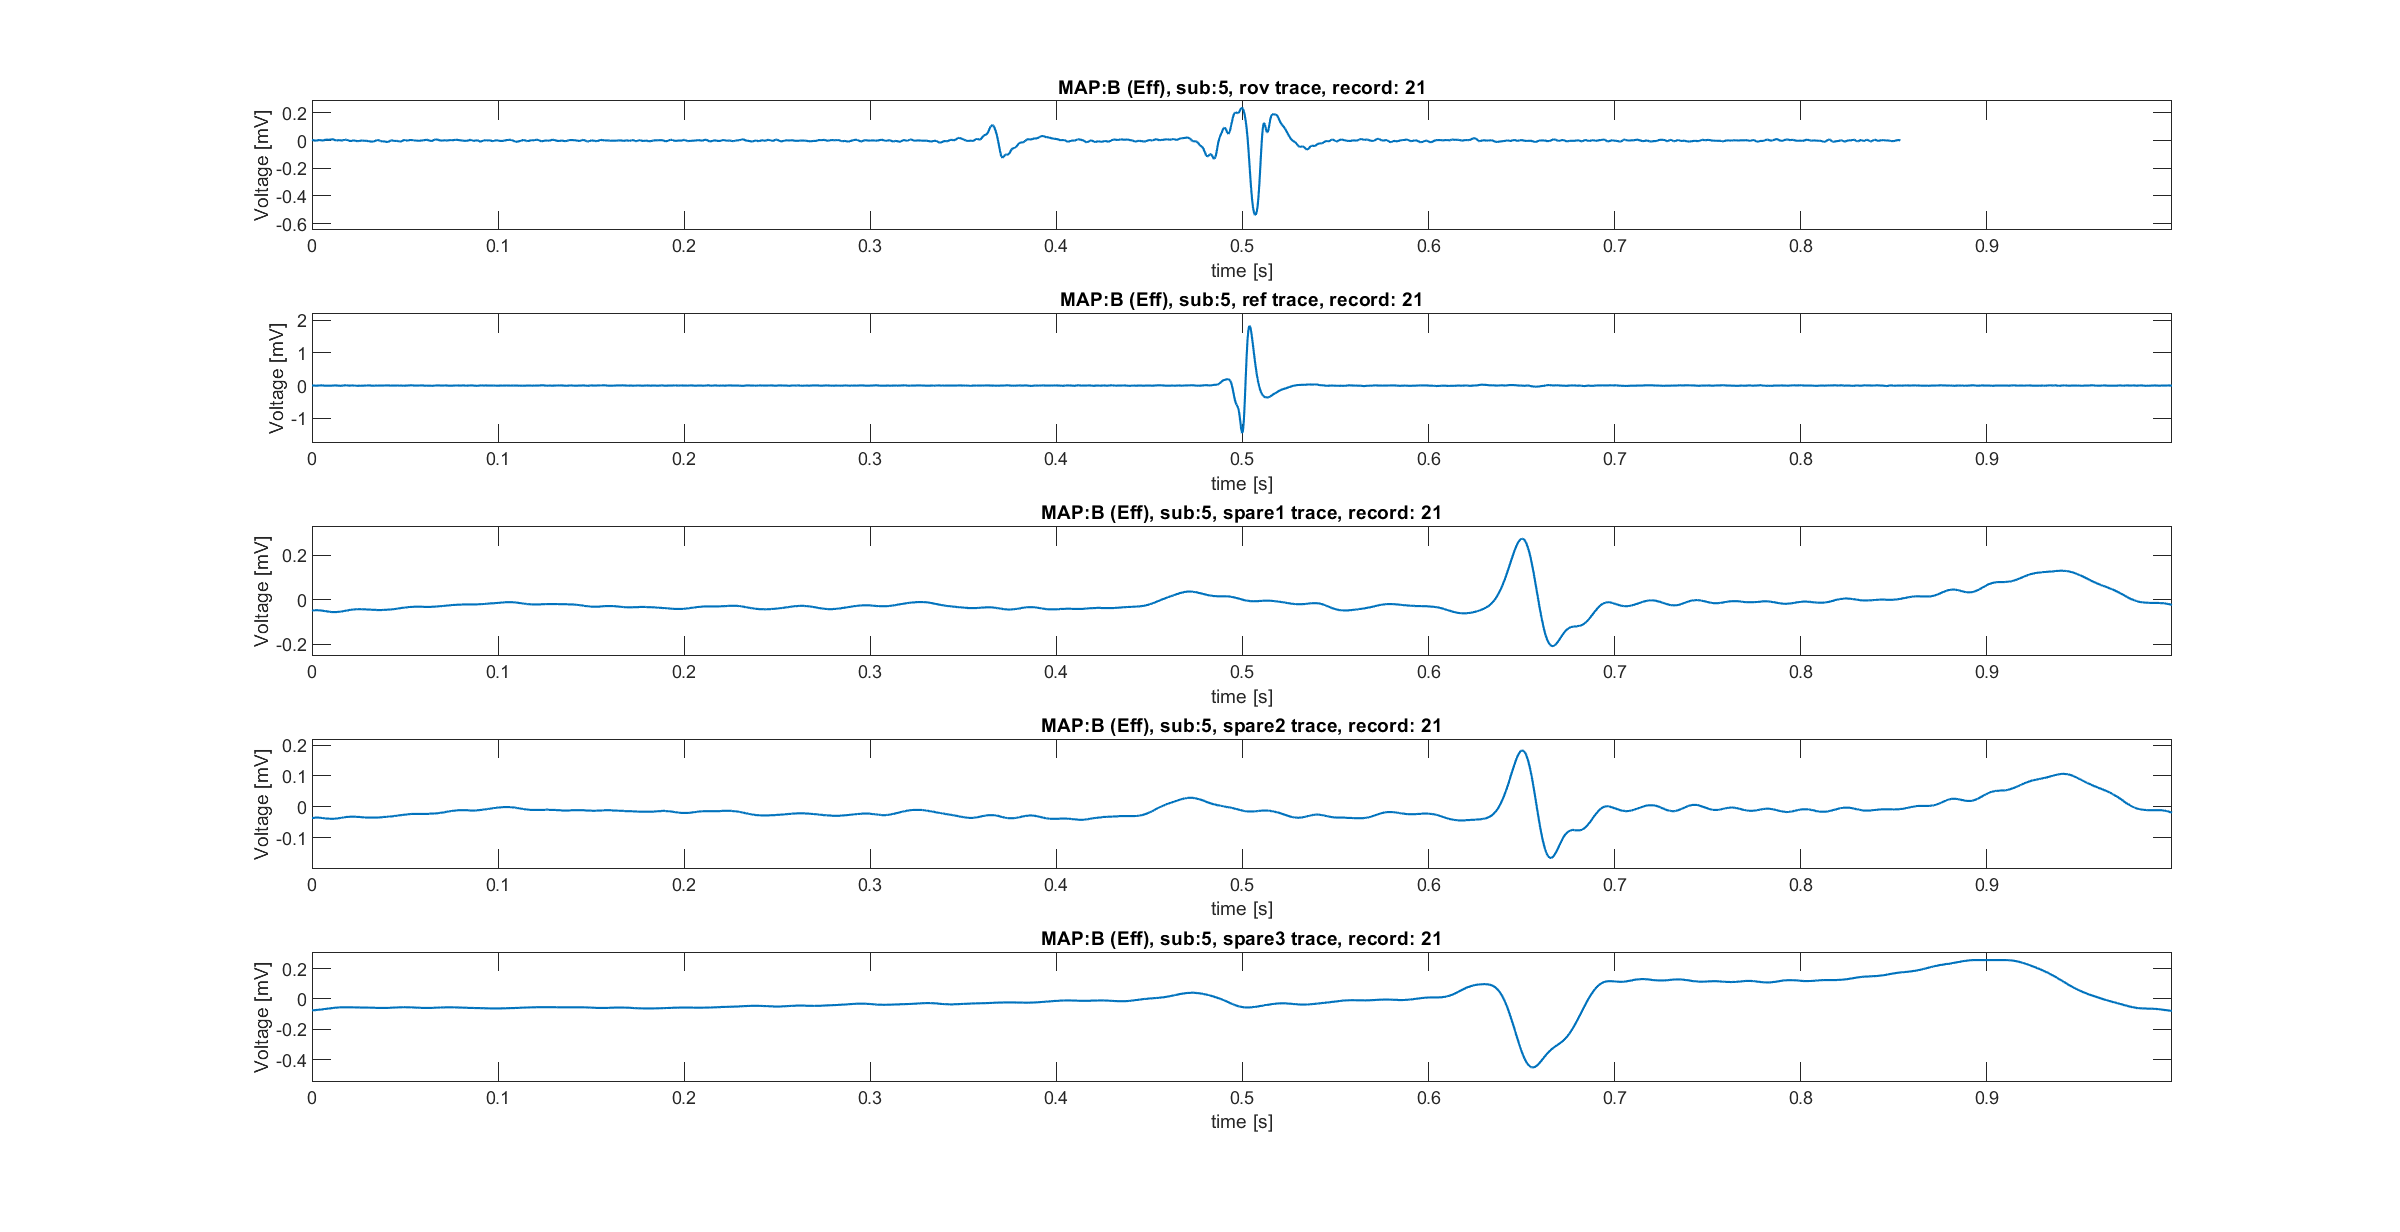 MAP:B (Eff), sub:5, rov trace, record: 21
Voltage [mV]
0.2
0
-0.2
-0.4
-0.6
0 0.1 0.2 0.3 0.4 0.5 0.6 0.7 0.8 0.9
time [s]
MAP:B (Eff), sub:5, ref trace, record: 21
Voltage [mV]
2
1
0
-1
0 0.1 0.2 0.3 0.4 0.5 0.6 0.7 0.8 0.9
time [s]
MAP:B (Eff), sub:5, spare1 trace, record: 21
Voltage [mV]
0.2
0
-0.2
0 0.1 0.2 0.3 0.4 0.5 0.6 0.7 0.8 0.9
time [s]
MAP:B (Eff), sub:5, spare2 trace, record: 21
Voltage [mV]
0.2
0.1
0
-0.1
0 0.1 0.2 0.3 0.4 0.5 0.6 0.7 0.8 0.9
time [s]
MAP:B (Eff), sub:5, spare3 trace, record: 21
Voltage [mV]
0.2
0
-0.2
-0.4
0 0.1 0.2 0.3 0.4 0.5 0.6 0.7 0.8 0.9
time [s]